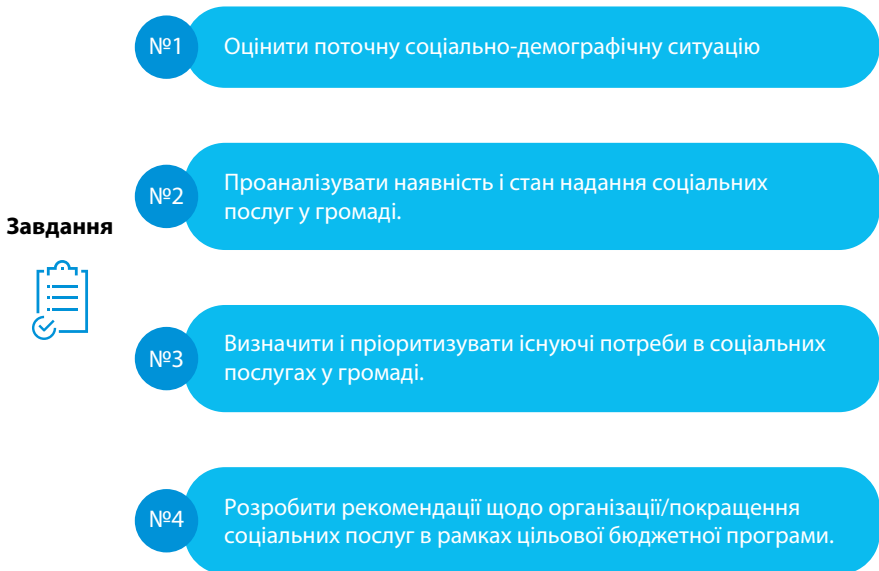 №1
Оцінити поточну соціально-демографічну ситуацію
№2
Проаналізувати наявність і стан надання соціальних
послуг у громаді.
Завдання
№3
Визначити і пріоритизувати існуючі потреби в соціальних
послугах у громаді.
№4
Розробити рекомендації щодо організації/покращення
соціальних послуг в рамках цільової бюджетної програми.